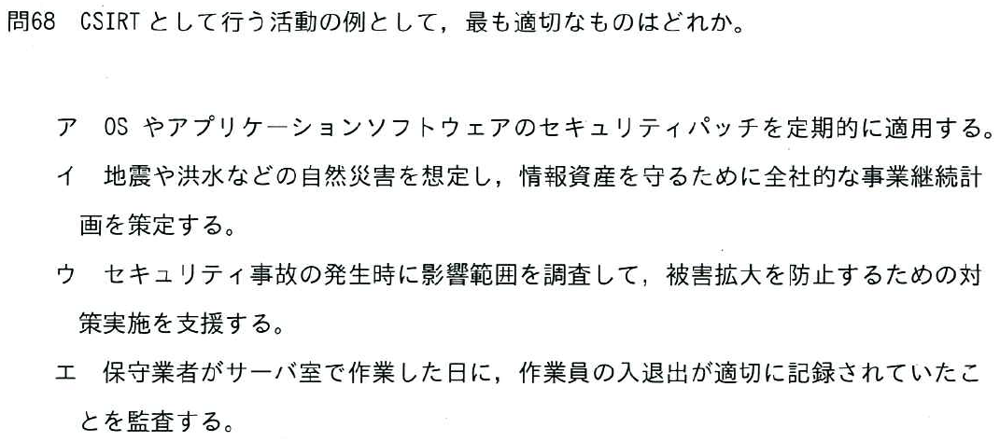 問68　CSIRTとして行う活動の例として，最も適切なものはどれか。
ア　OS やアプリケーションソフトウェアのセキュリティパッチを定期的に適用する。
イ　地震や洪水などの自然災害を想定し，情報資産を守るために全社的な事業継続計
画を策定する。
ウ　セキュリティ事故の発生時に影響範囲を調査して，被害拡大を防止するための対
策実施を支援する。
エ　保守業者がサーバ室で作業した日に，作業員の入退出が適切に記録されていたこ
とを監査する。